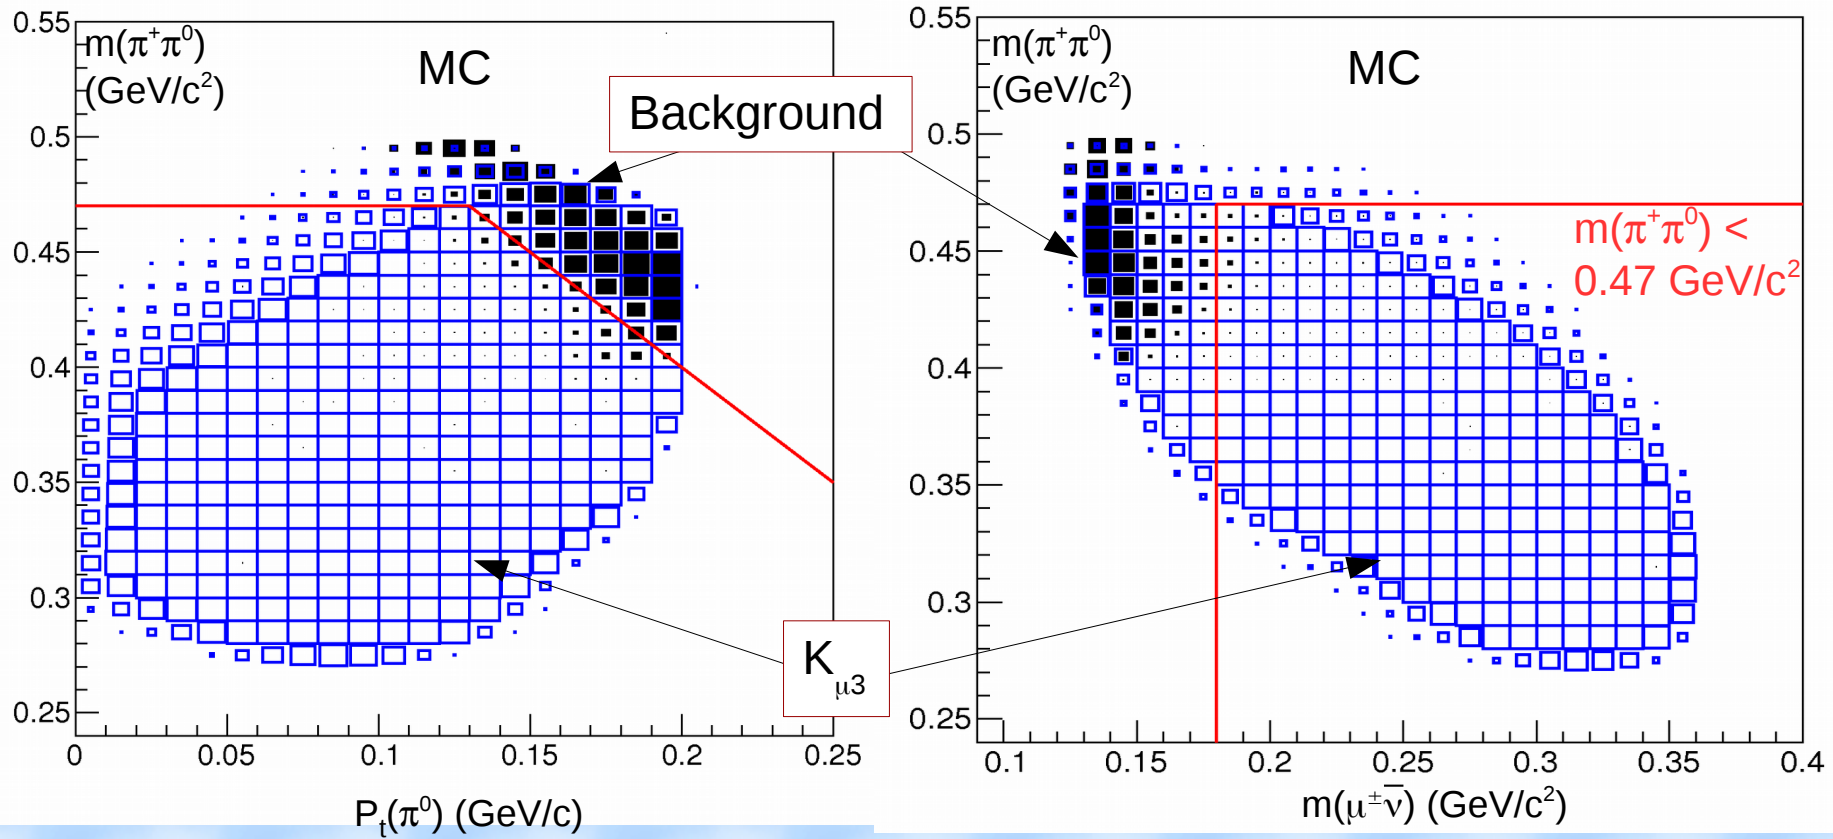 0.55
m(π⁺π⁰)
(GeV/c²)
MC
0.5
0.45
0.4
0.35
0.3
0.25
0 0.05 0.1 0.15 0.2 0.25
Pt(π⁰) (GeV/c)
Background
Kμ3
0.55
m(π⁺π⁰)
(GeV/c²)
MC
0.5
0.45
0.4
0.35
0.3
0.25
m(π⁺π⁰) <
0.47 GeV/c²
0.1 0.15 0.2 0.25 0.3 0.35 0.4
m(μ±ν̅) (GeV/c²)